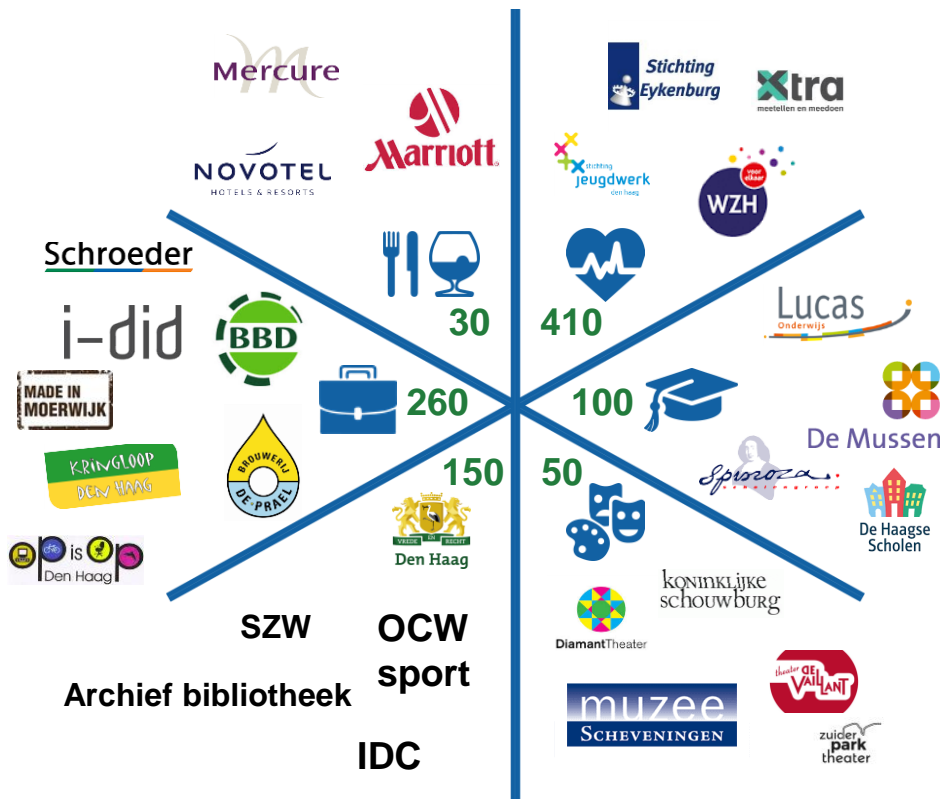 Mercure
Marriott
NOVOTEL
HOTELS & RESORTS
30
Stichting
Eykenburg
Xtra
meetellen en meedoen
stichting
jeugdwerk
den haag
voor
elkaar
WZH
410
Schroeder
i-did
BBD
MADE IN
MOERWIJK
KRINGLOOP
DEN HAAG
BROUWERIJ
DE PRAEL
op is op
Den Haag
260
Lucas
Onderwijs
De Mussen
Spinoza
De Haagse
Scholen
100
150
VREDE EN RECHT
Den Haag
SZW
OCW
sport
Archief bibliotheek
IDC
50
DiamantTheater
KONINKLIJKE
schouwburg
theater DE
VAILLANT
muzee
SCHEVENINGEN
zuider
park
theater